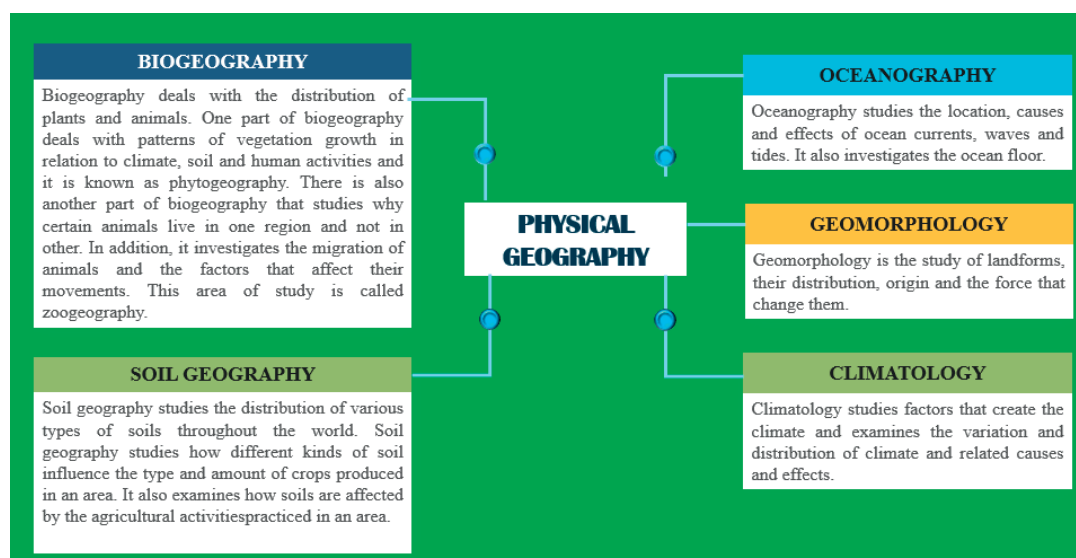 BIOGEOGRAPHY
Biogeography deals with the distribution of
plants and animals. One part of biogeography
deals with patterns of vegetation growth in
relation to climate, soil and human activities and
it is known as phytogeography. There is also
another part of biogeography that studies why
certain animals live in one region and not in
other. In addition, it investigates the migration of
animals and the factors that affect their
movements. This area of study is called
zoogeography.
SOIL GEOGRAPHY
Soil geography studies the distribution of various
types of soils throughout the world. Soil
geography studies how different kinds of soil
influence the type and amount of crops produced
in an area. It also examines how soils are affected
by the agricultural activitiespracticed in an area.
PHYSICAL
GEOGRAPHY
OCEANOGRAPHY
Oceanography studies the location, causes
and effects of ocean currents, waves and
tides. It also investigates the ocean floor.
GEOMORPHOLOGY
Geomorphology is the study of landforms,
their distribution, origin and the force that
change them.
CLIMATOLOGY
Climatology studies factors that create the
climate and examines the variation and
distribution of climate and related causes
and effects.